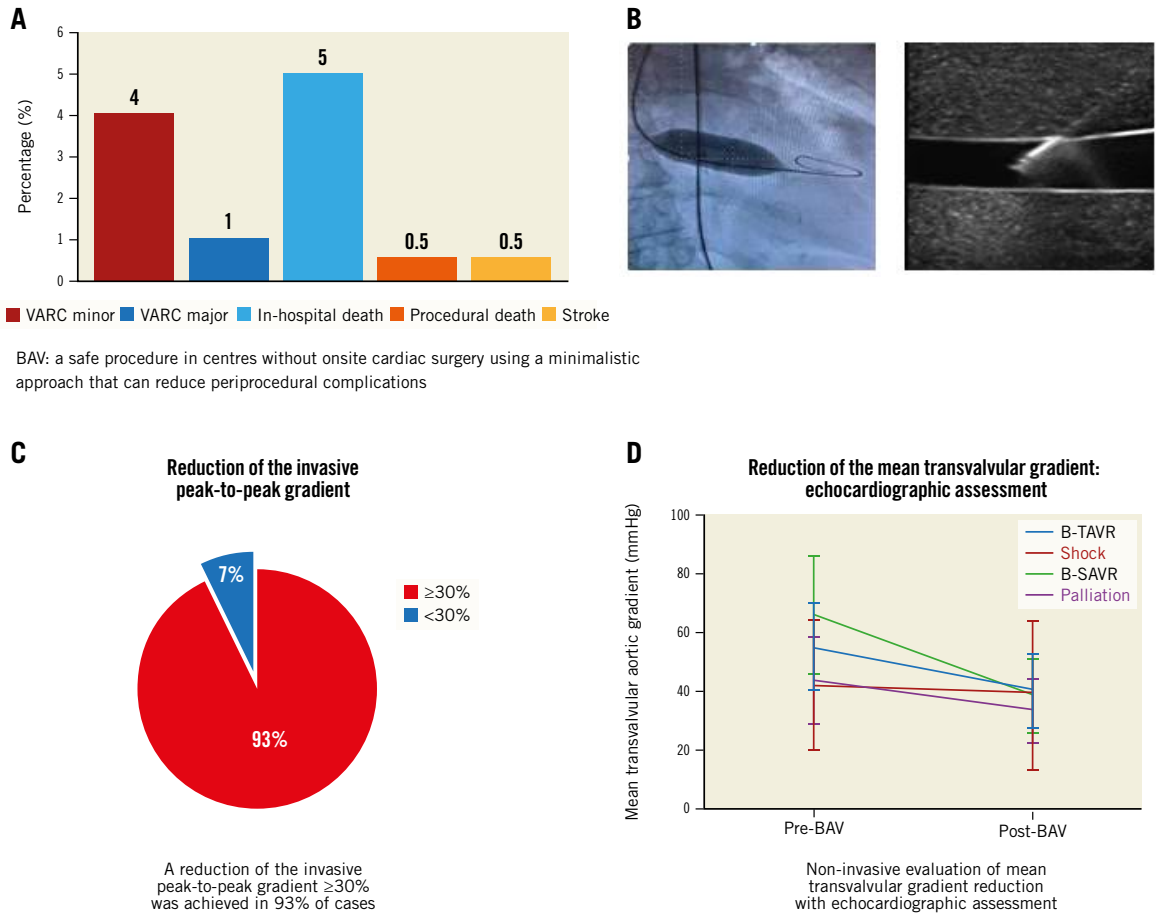 A
Percentage (%)
6
5
4
3
2
1
0
4
1
5
0.5
0.5
VARC minor VARC major In-hospital death Procedural death Stroke
BAV: a safe procedure in centres without onsite cardiac surgery using a minimalistic
approach that can reduce periprocedural complications
B
C
Reduction of the invasive
peak-to-peak gradient
7%
93%
≥30%
<30%
A reduction of the invasive
peak-to-peak gradient ≥30%
was achieved in 93% of cases
D
Reduction of the mean transvalvular gradient:
echocardiographic assessment
Mean transvalvular aortic gradient (mmHg)
100
80
60
40
20
0
B-TAVR
Shock
B-SAVR
Palliation
Pre-BAV
Post-BAV
Non-invasive evaluation of mean
transvalvular gradient reduction
with echocardiographic assessment